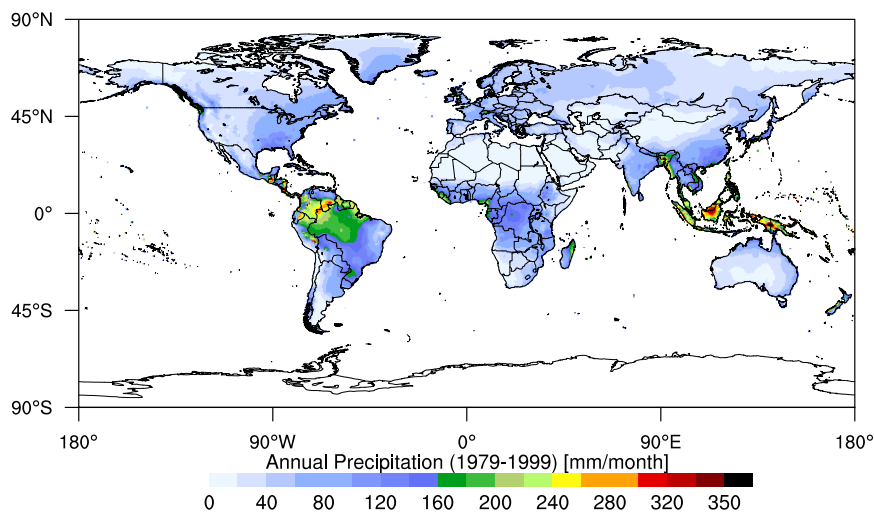 90°N
45°N
0°
45°S
90°S
180° 90°W 0° 90°E 180°
Annual Precipitation (1979-1999) [mm/month]
0 40 80 120 160 200 240 280 320 350